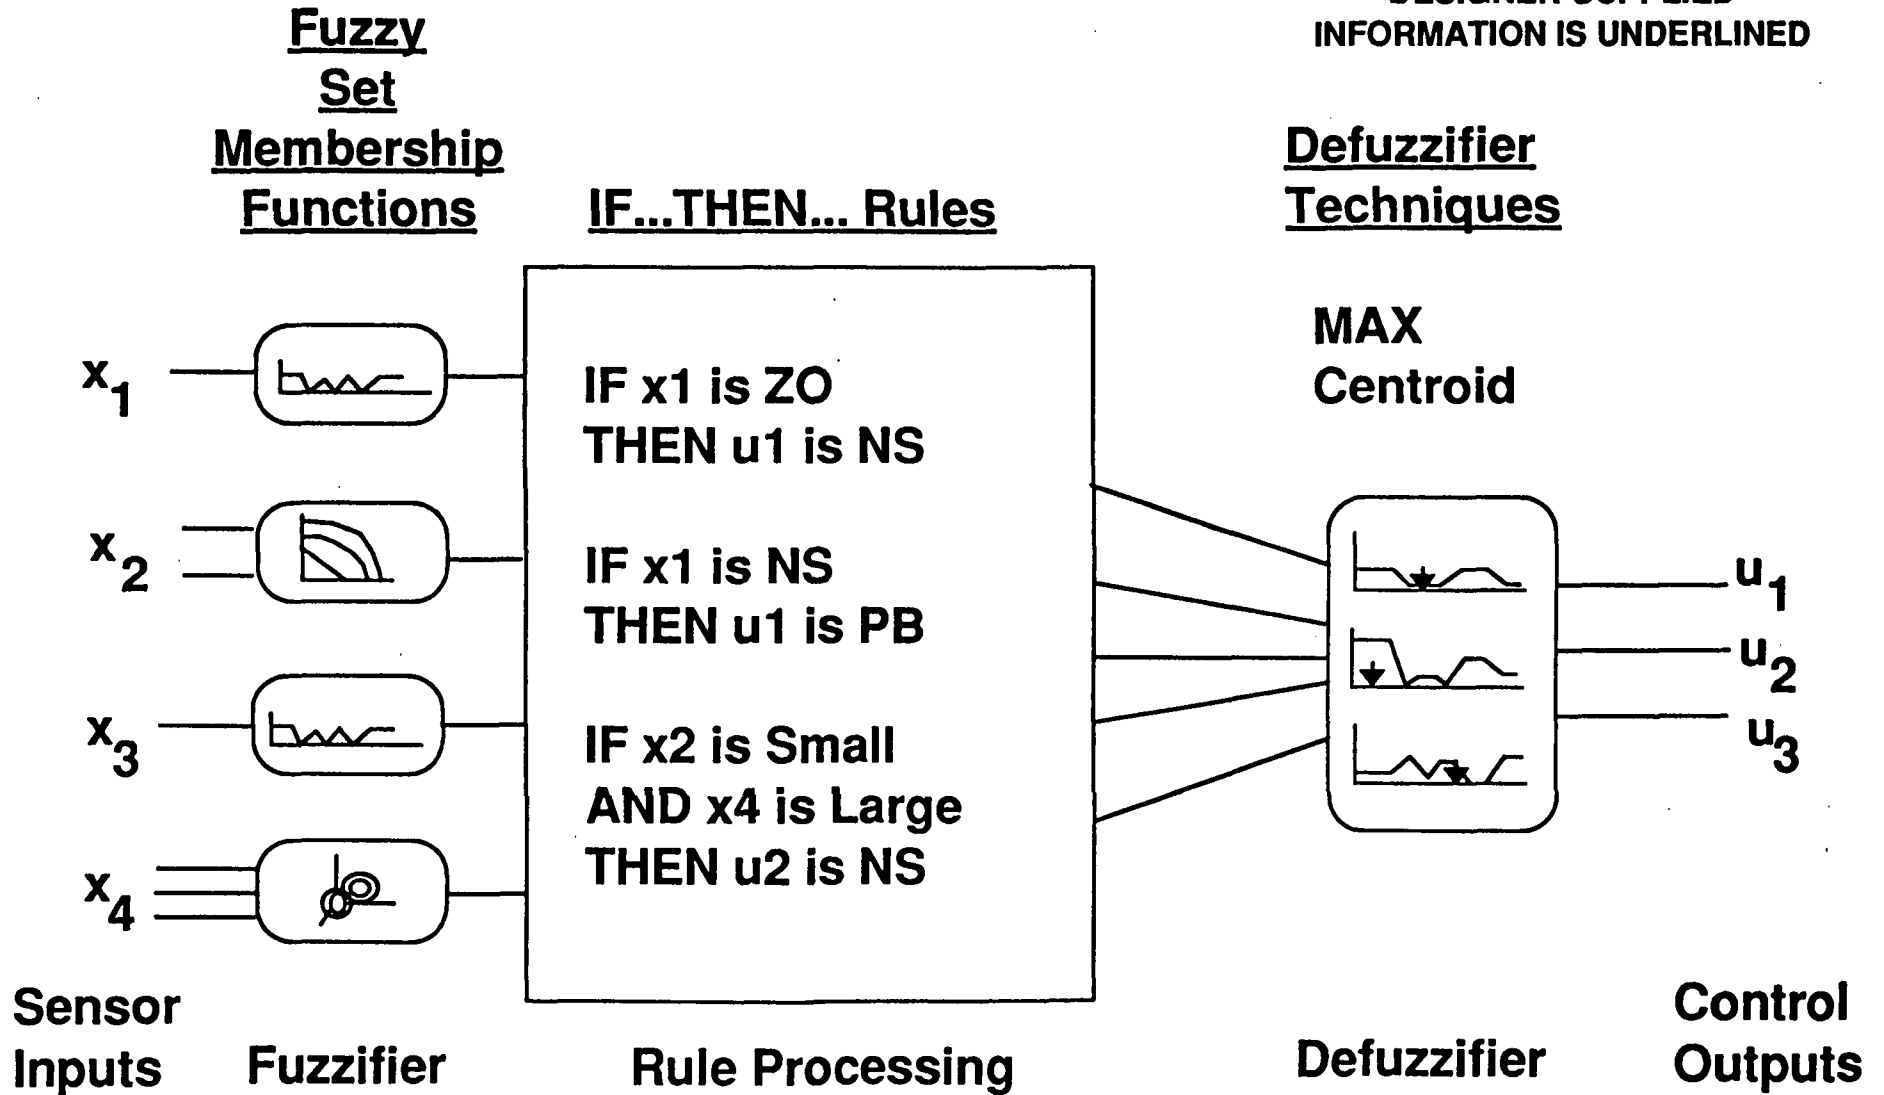 DESIGNER SUPPLIED
INFORMATION IS UNDERLINED
Fuzzy
Set
Membership
Functions
IF...THEN... Rules
Defuzzifier
Techniques
MAX
Centroid
x1
x2
x3
x4
IF x1 is ZO
THEN u1 is NS
IF x1 is NS
THEN u1 is PB
IF x2 is Small
AND x4 is Large
THEN u2 is NS
u1
u2
u3
Sensor
Inputs
Fuzzifier
Rule Processing
Defuzzifier
Control
Outputs